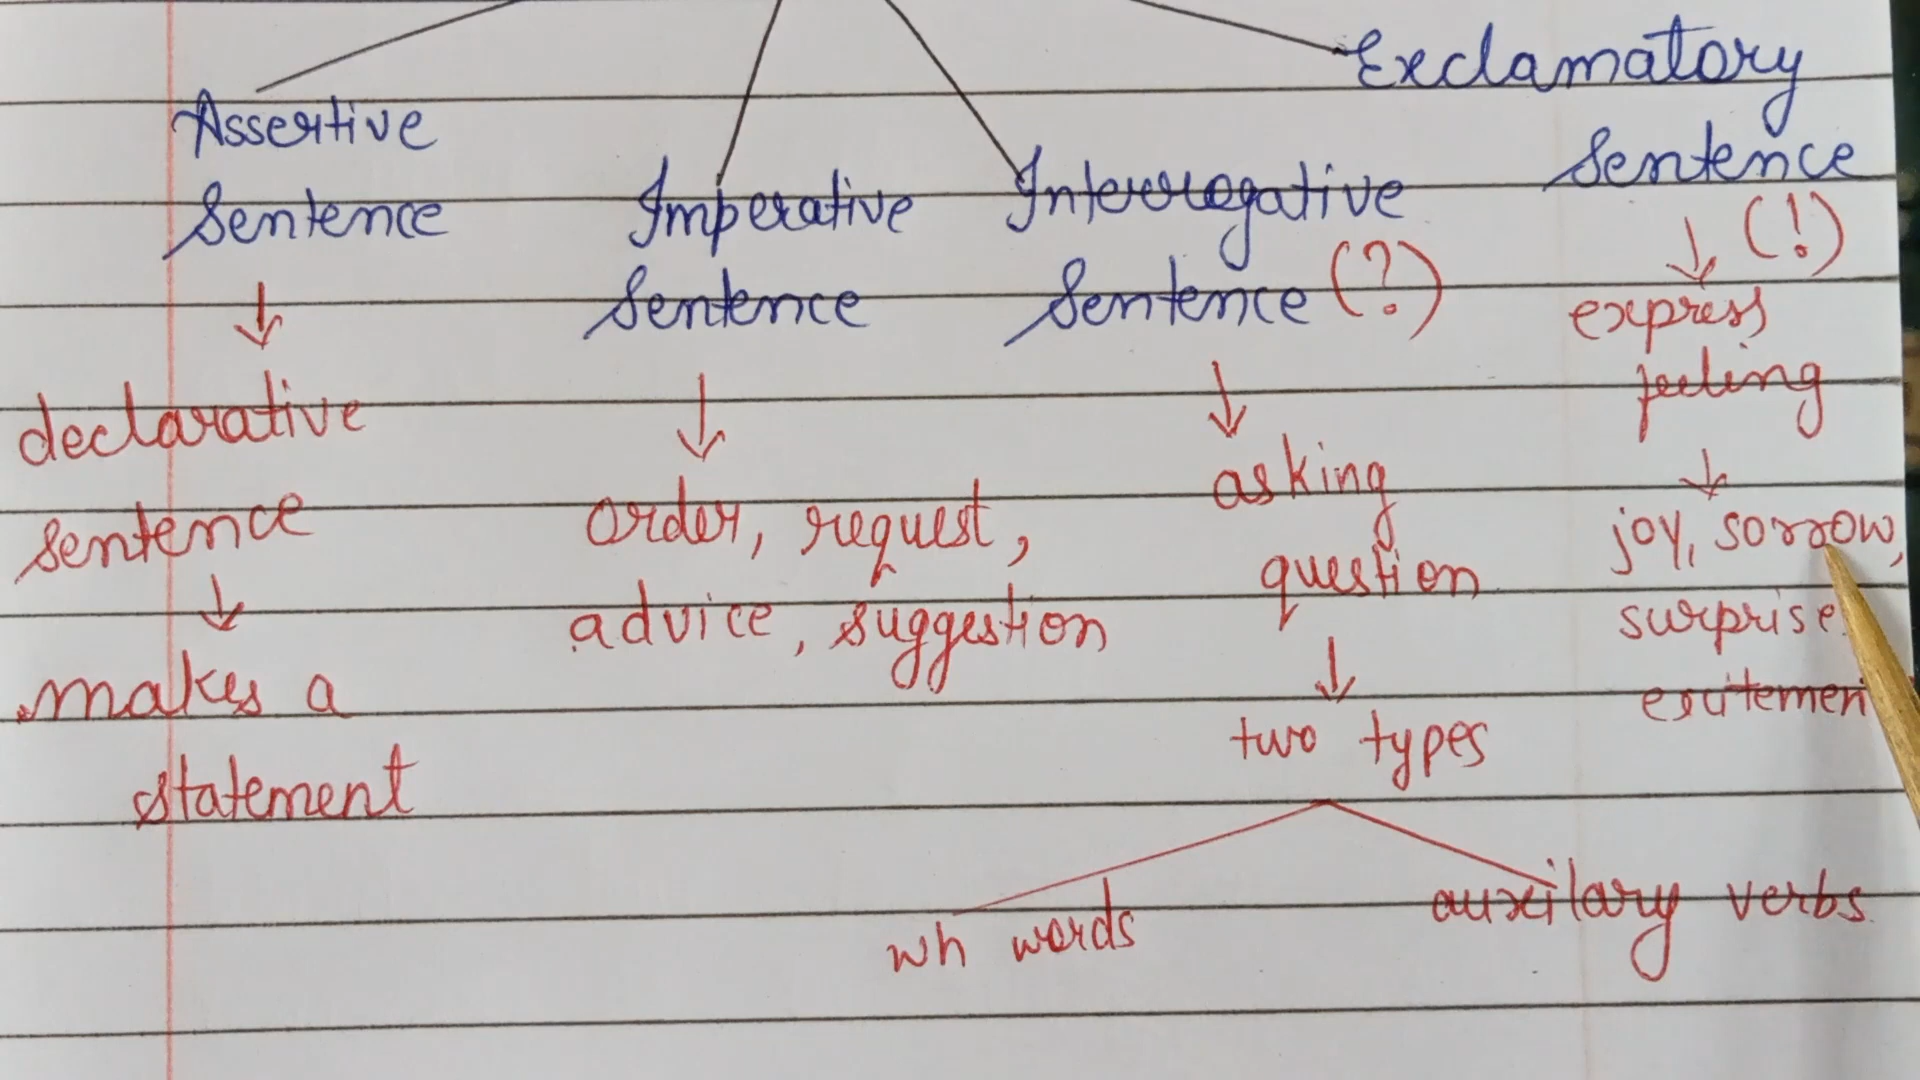 Assertive
Sentence
↓
declarative
sentence
↓
makes a
statement
Imperative
Sentence
↓
order, request,
advice, suggestion
Interrogative
Sentence (?)
↓
asking
question
↓
two types
wh words
auxilary verbs
Exclamatory
Sentence
↓ (!)
express
feeling
↓
joy, sorrow,
surprise